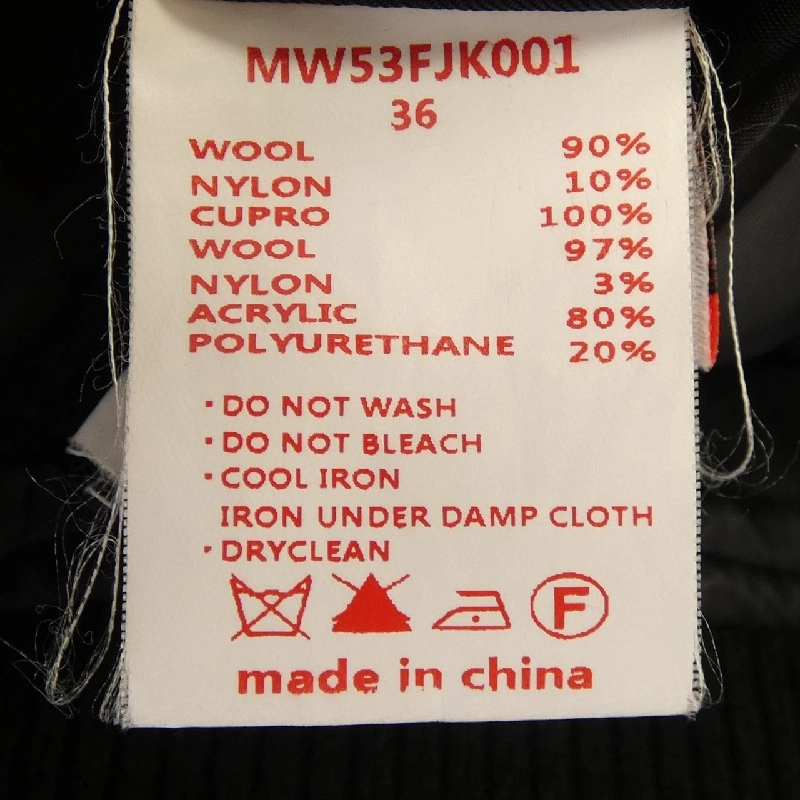 MW53FJK001
36
WOOL 90%
NYLON 10%
CUPRO 100%
WOOL 97%
NYLON 3%
ACRYLIC 80%
POLYURETHANE 20%
· DO NOT WASH
· DO NOT BLEACH
· COOL IRON
IRON UNDER DAMP CLOTH
· DRYCLEAN
F
made in china